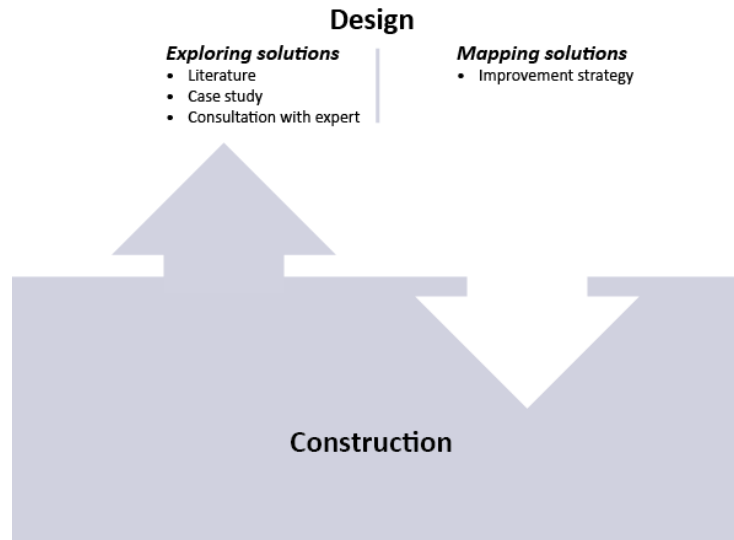 Design
Exploring solutions
• Literature
• Case study
• Consultation with expert
Mapping solutions
• Improvement strategy
Construction